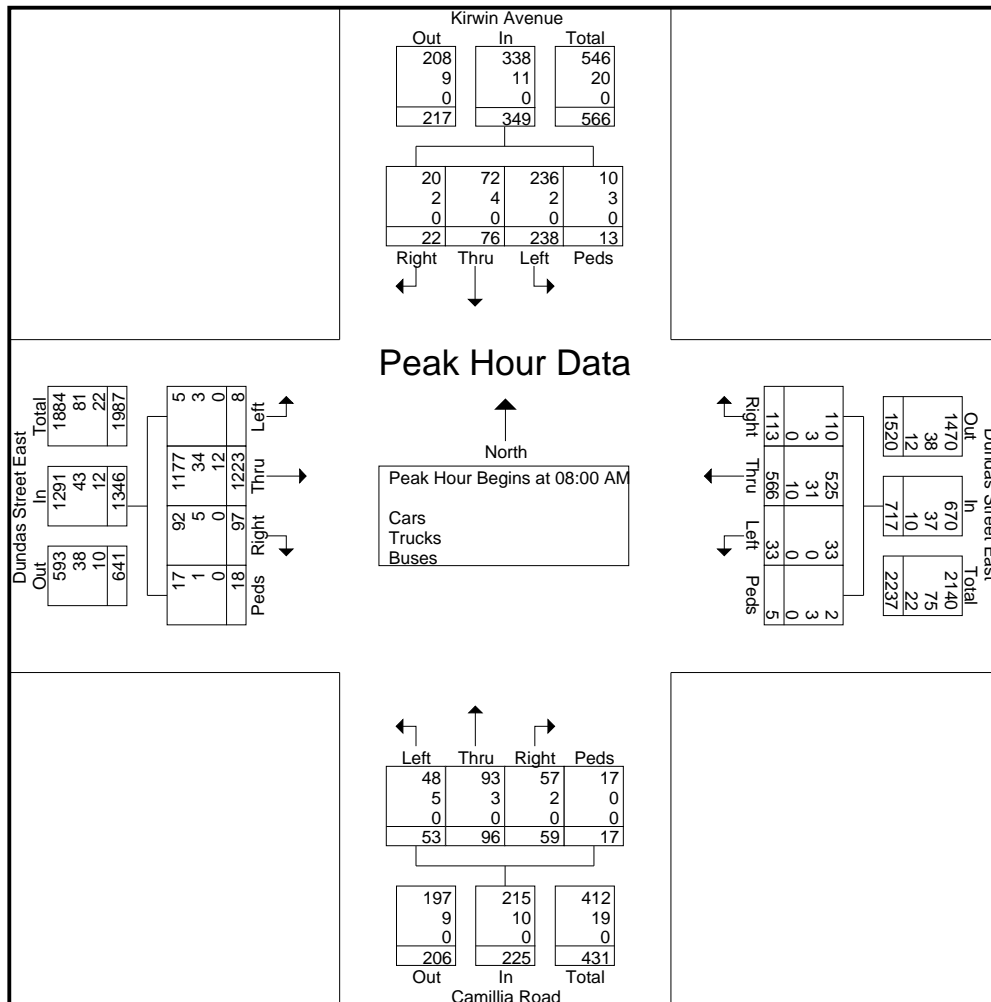 Kirwin Avenue
Out In Total
208 338 546
9 11 20
0 0 0
217 349 566
20 72 236 10
2 4 2 3
0 0 0 0
22 76 238 13
Right Thru Left Peds
Peak Hour Data
North
Peak Hour Begins at 08:00 AM
Cars
Trucks
Buses
Dundas Street East
Total
1884
81
22
1987
In
1291
43
12
1346
Out
593
38
10
641
5
3
0
8
Left
1177
34
12
1223
Thru
92
5
0
97
Right
17
1
0
18
Peds
Right
113
0
3
110
Thru
566
10
31
525
Left
33
0
0
33
Peds
5
0
3
2
Dundas Street East
Out
1470
38
12
1520
In
670
37
10
717
Total
2140
75
22
2237
Left Thru Right Peds
48 93 57 17
5 3 2 0
0 0 0 0
53 96 59 17
197 215 412
9 10 19
0 0 0
206 225 431
Out In Total
Camillia Road